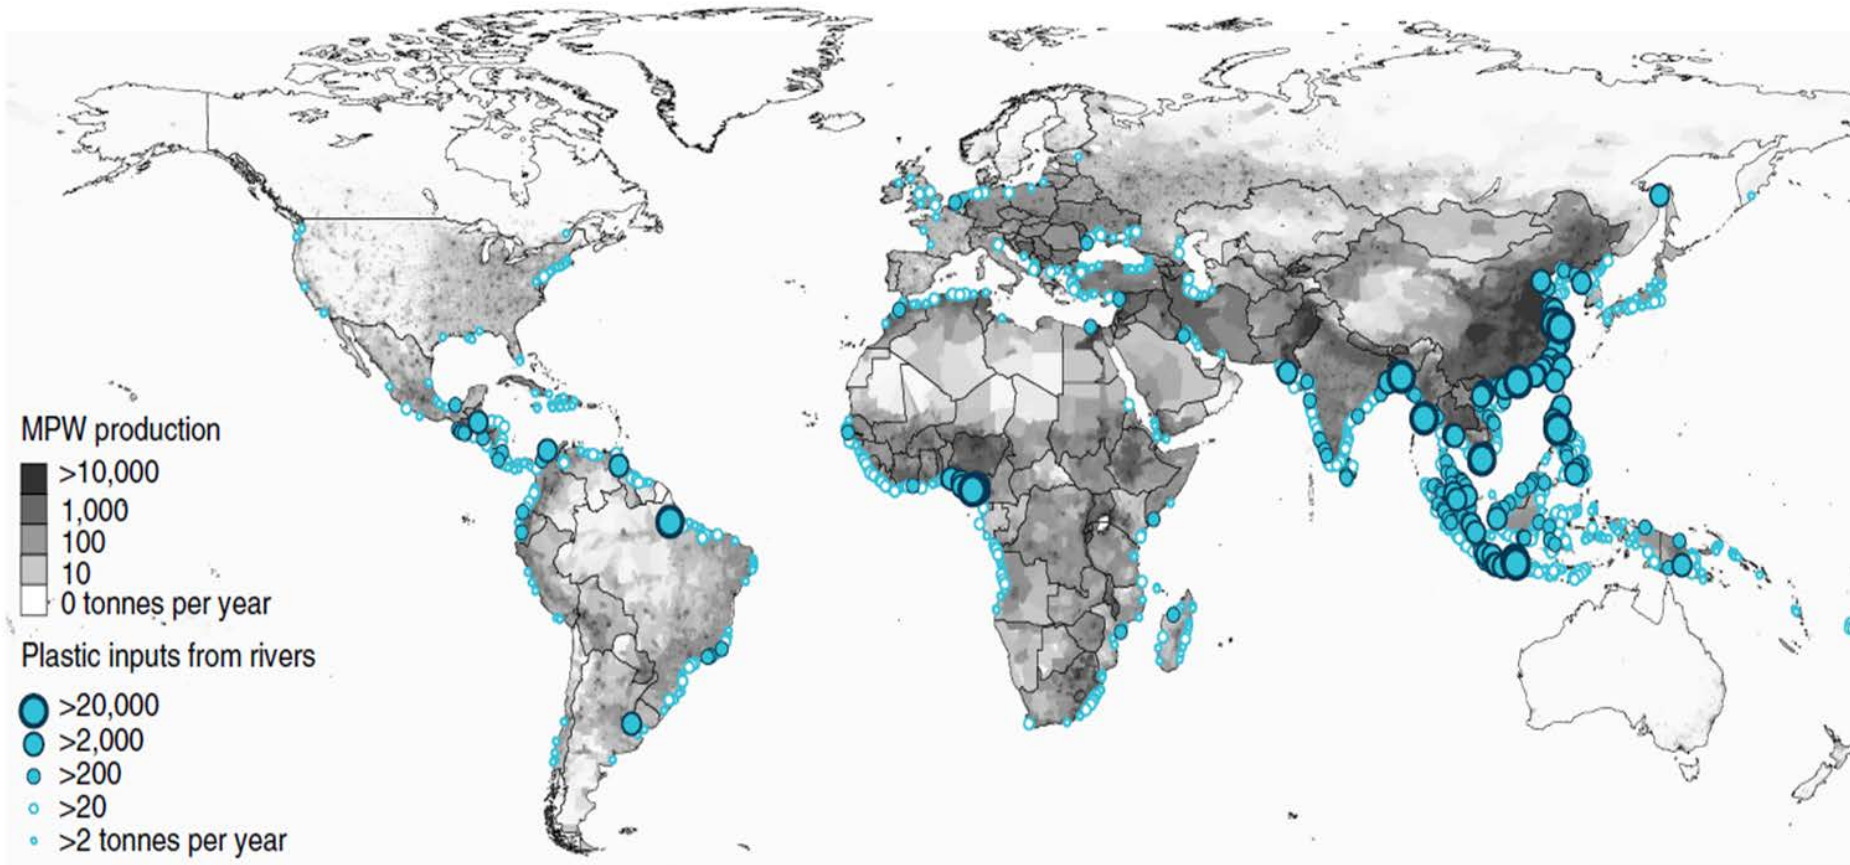 MPW production
>10,000
1,000
100
10
0 tonnes per year
Plastic inputs from rivers
>20,000
>2,000
>200
>20
>2 tonnes per year